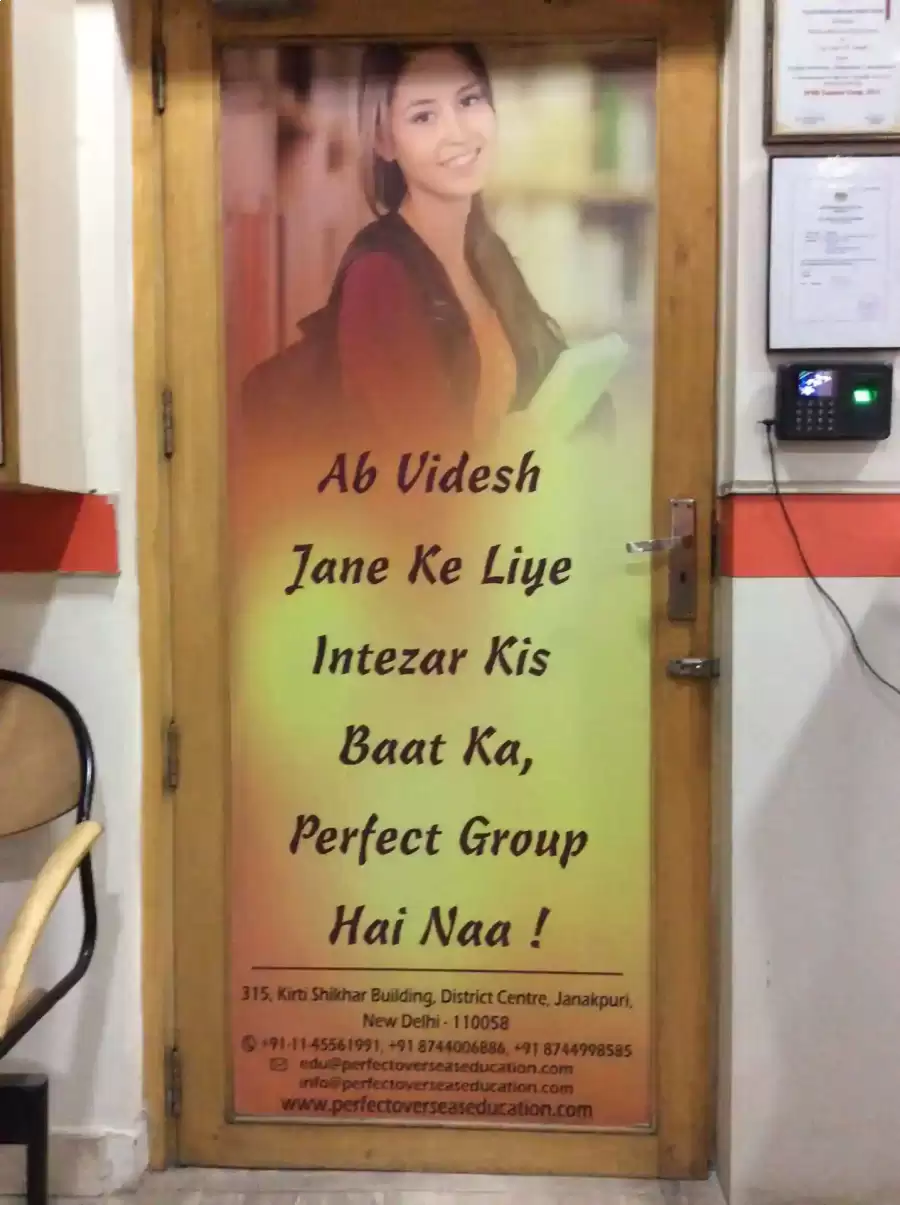 Ab Videsh
Jane Ke Liye
Intezar Kis
Baat Ka,
Perfect Group
Hai Naa !
315, Kirti Shikhar Building, District Centre, Janakpuri,
New Delhi - 110058
+91-11-45561991, +91 8744006886, +91 8744998585
edu@perfectoverseaseducation.com
info@perfectoverseaseducation.com
www.perfectoverseaseducation.com